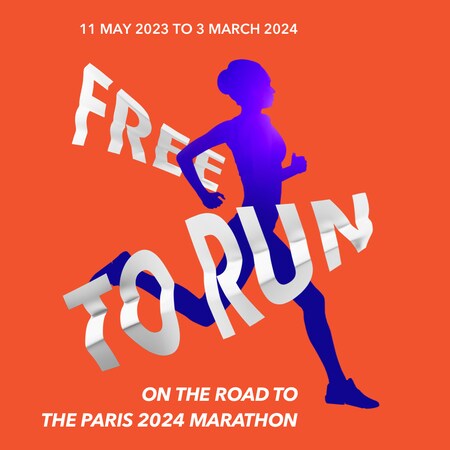 11 MAY 2023 TO 3 MARCH 2024
FREE
TO RUN
ON THE ROAD TO
THE PARIS 2024 MARATHON